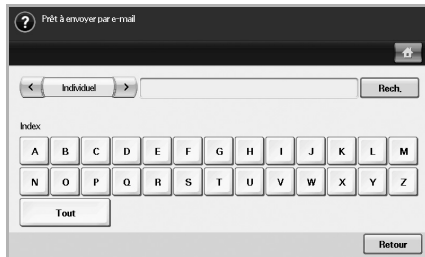 ? Prêt à envoyer par e-mail
< Individuel > Rech.
Index
A B C D E F G H I J K L M
N O P Q R S T U V W X Y Z
Tout
Retour